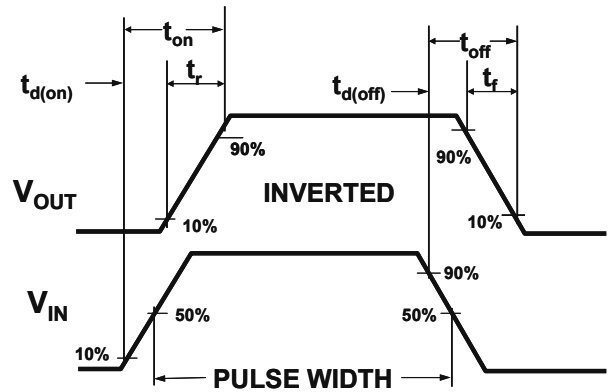 t_on
t_off
t_d(on)
t_r
t_d(off)
t_f
90%
90%
V_OUT
INVERTED
10%
10%
90%
V_IN
50%
50%
10%
PULSE WIDTH